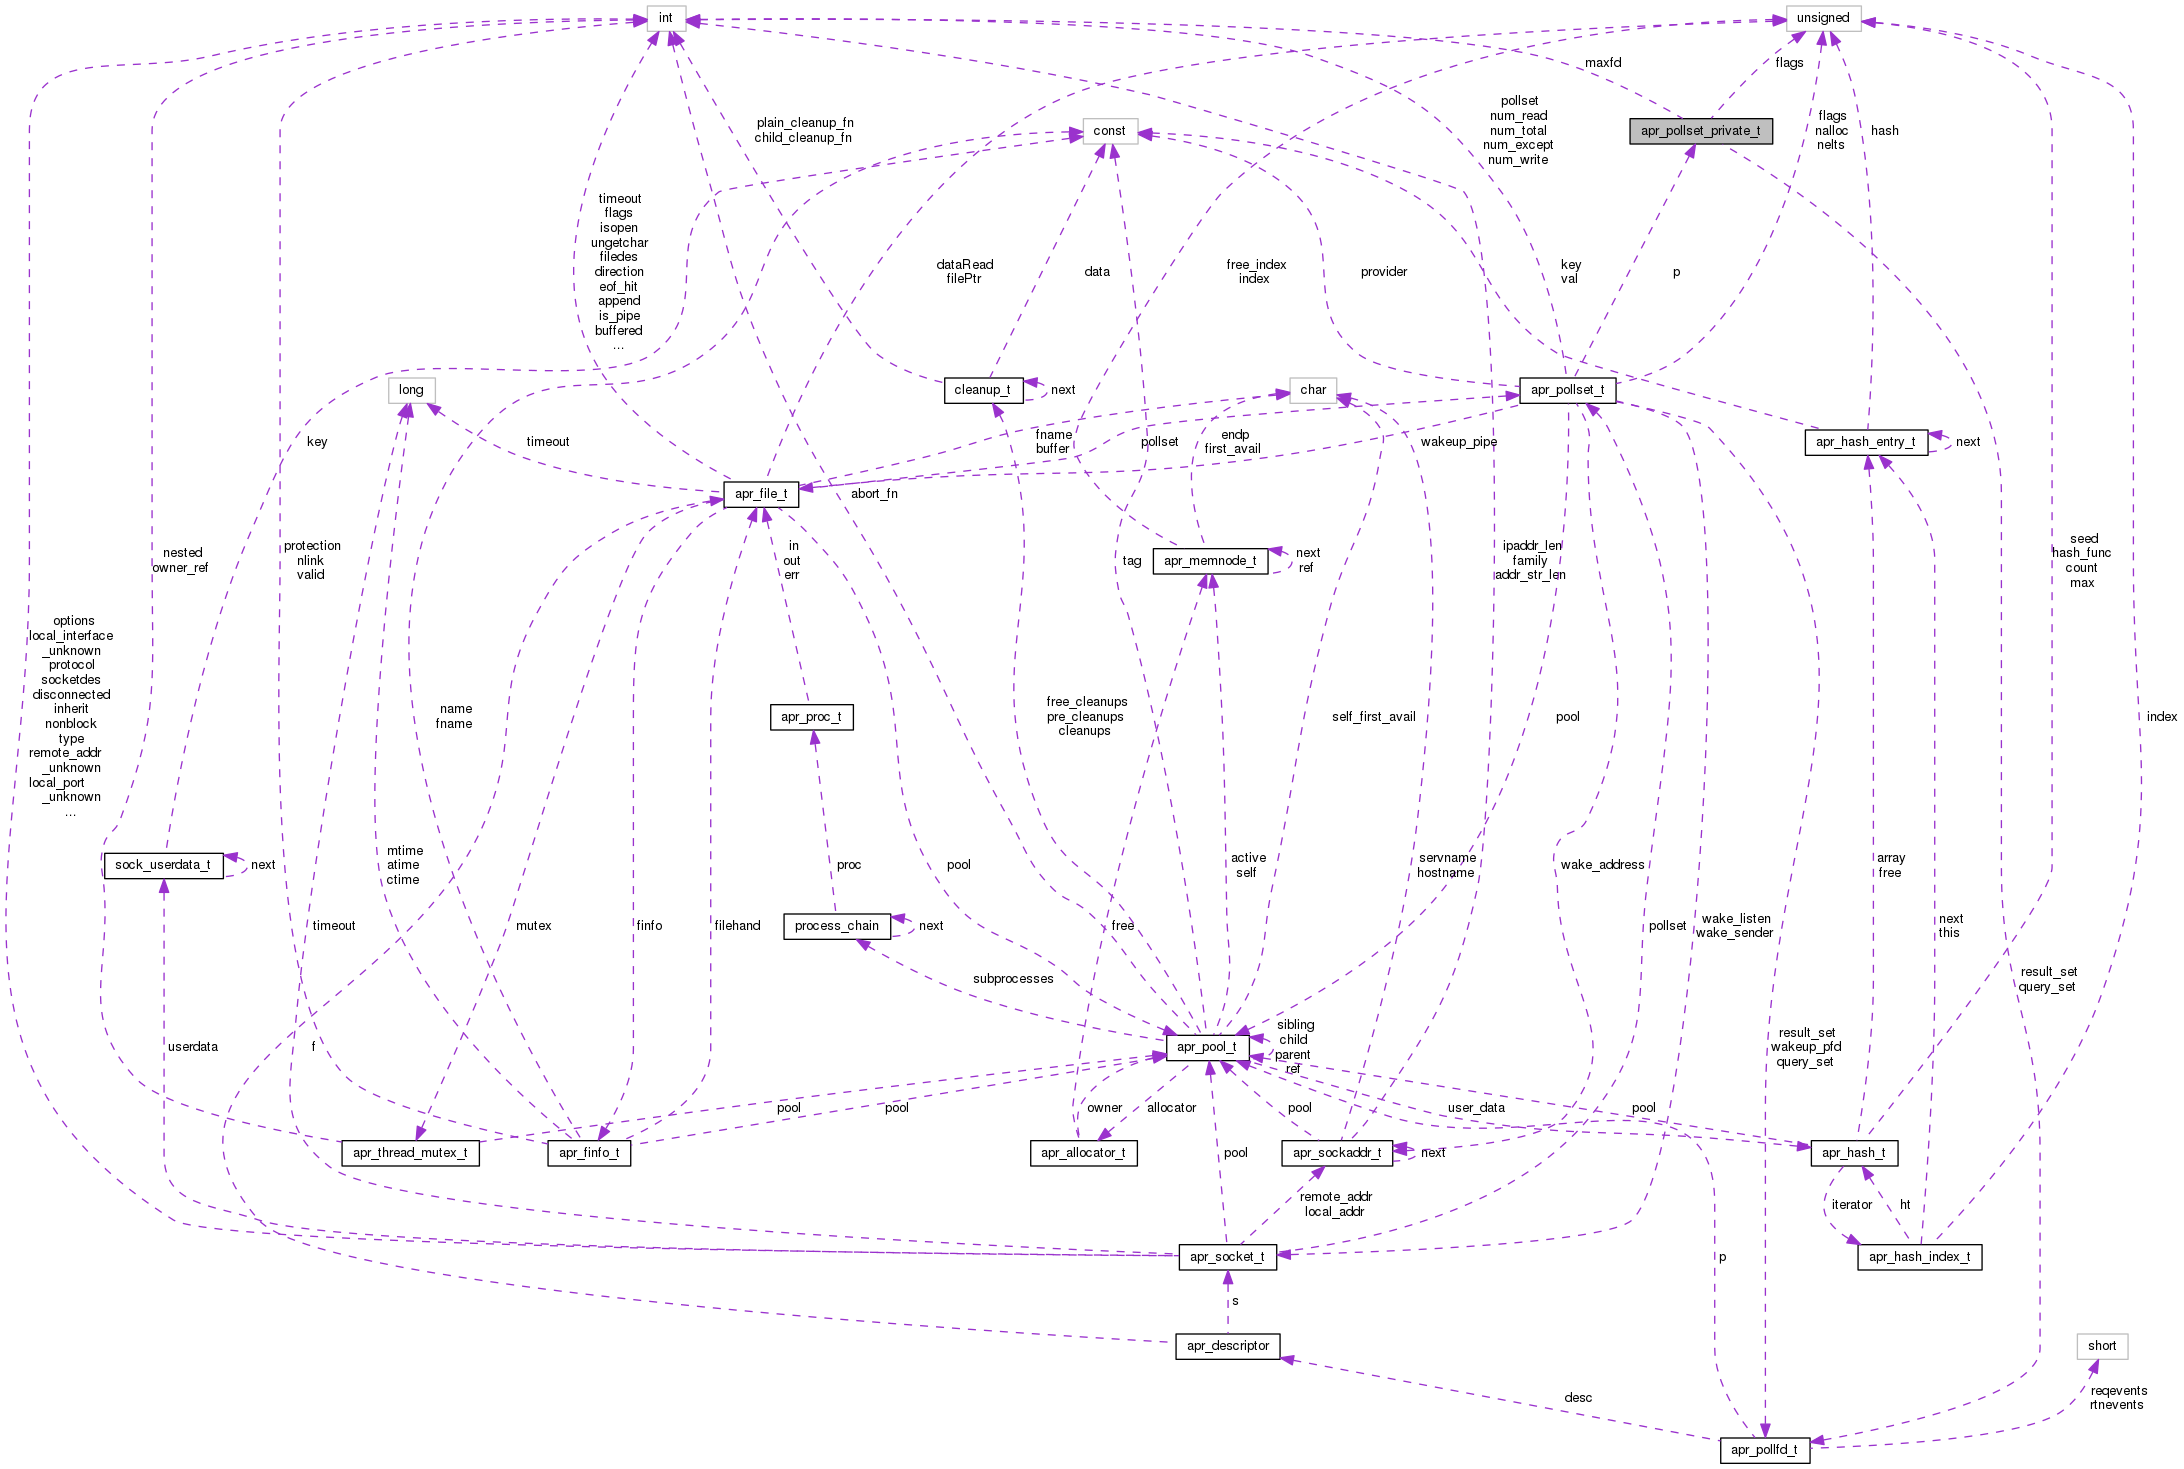 int
unsigned
maxfd
flags
pollset
num_read
num_total
num_except
num_write
flags
nalloc
nelts
plain_cleanup_fn
child_cleanup_fn
const
apr_pollset_private_t
hash
timeout
flags
isopen
ungetchar
filedes
direction
eof_hit
append
is_pipe
buffered
...
dataRead
filePtr
data
free_index
index
provider
key
val
p
long
cleanup_t
next
char
apr_pollset_t
key
timeout
fname
buffer
pollset
endp
first_avail
wakeup_pipe
apr_hash_entry_t
next
apr_file_t
abort_fn
nested
owner_ref
protection
nlink
valid
in
out
err
tag
apr_memnode_t
next
ref
ipaddr_len
family
addr_str_len
seed
hash_func
count
max
options
local_interface
_unknown
protocol
socketdes
disconnected
inherit
nonblock
type
remote_addr
_unknown
local_port
_unknown
...
name
fname
apr_proc_t
free_cleanups
pre_cleanups
cleanups
self_first_avail
pool
index
sock_userdata_t
next
mtime
atime
ctime
pool
proc
active
self
servname
hostname
wake_address
array
free
timeout
mutex
finfo
filehand
process_chain
next
free
pollset
wake_listen
wake_sender
next
this
subprocesses
result_set
query_set
userdata
f
apr_pool_t
sibling
child
parent
ref
result_set
wakeup_pfd
query_set
pool
pool
owner
allocator
pool
user_data
pool
apr_thread_mutex_t
apr_finfo_t
apr_allocator_t
pool
apr_sockaddr_t
next
apr_hash_t
remote_addr
local_addr
iterator
ht
apr_socket_t
p
apr_hash_index_t
s
apr_descriptor
short
desc
reqevents
rtnevents
apr_pollfd_t